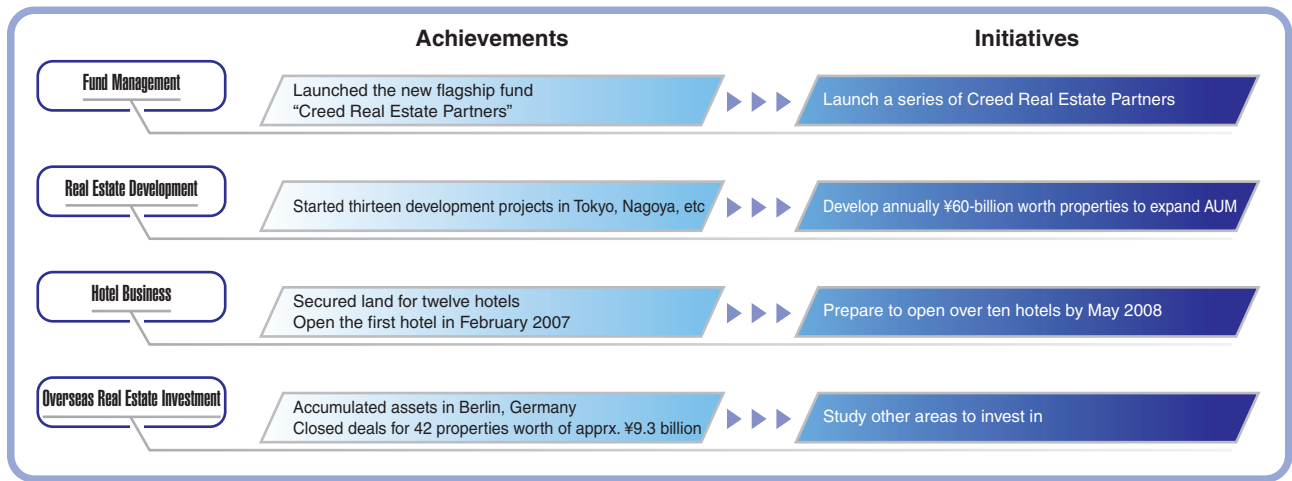 Achievements
Initiatives
Fund Management
Launched the new flagship fund
“Creed Real Estate Partners”
Launch a series of Creed Real Estate Partners
Real Estate Development
Started thirteen development projects in Tokyo, Nagoya, etc
Develop annually ¥60-billion worth properties to expand AUM
Hotel Business
Secured land for twelve hotels
Open the first hotel in February 2007
Prepare to open over ten hotels by May 2008
Overseas Real Estate Investment
Accumulated assets in Berlin, Germany
Closed deals for 42 properties worth of apprx. ¥9.3 billion
Study other areas to invest in